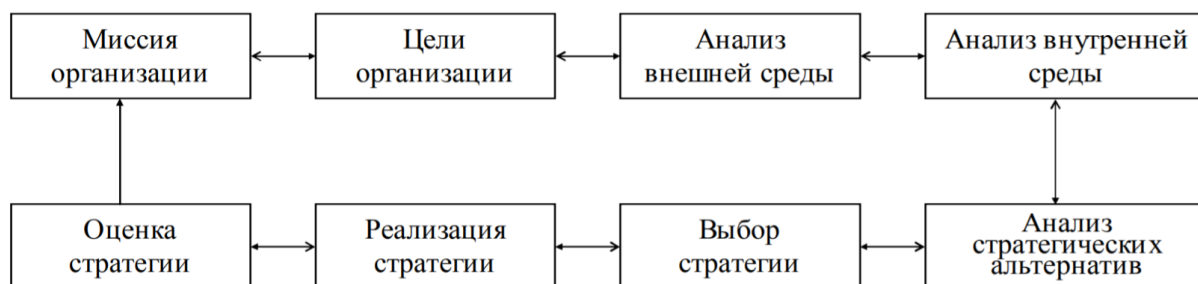 Миссия
организации
Цели
организации
Анализ
внешней среды
Анализ внутренней
среды
Оценка
стратегии
Реализация
стратегии
Выбор
стратегии
Анализ
стратегических
альтернатив